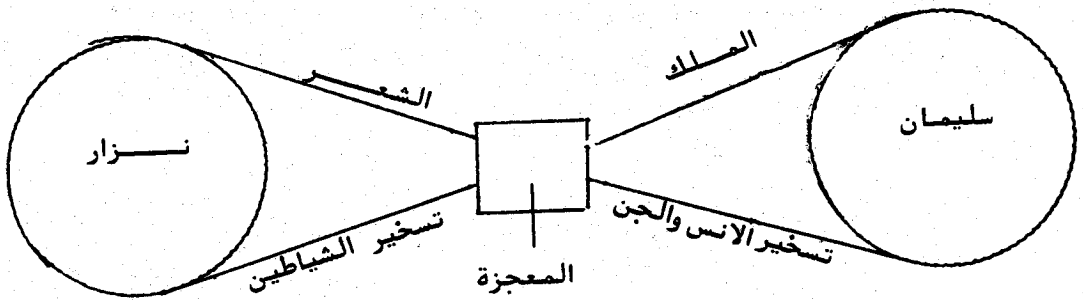 الملك
سليمان
تسخير الانس والجن
المعجزة
الشعر
نزار
تسخير الشياطين